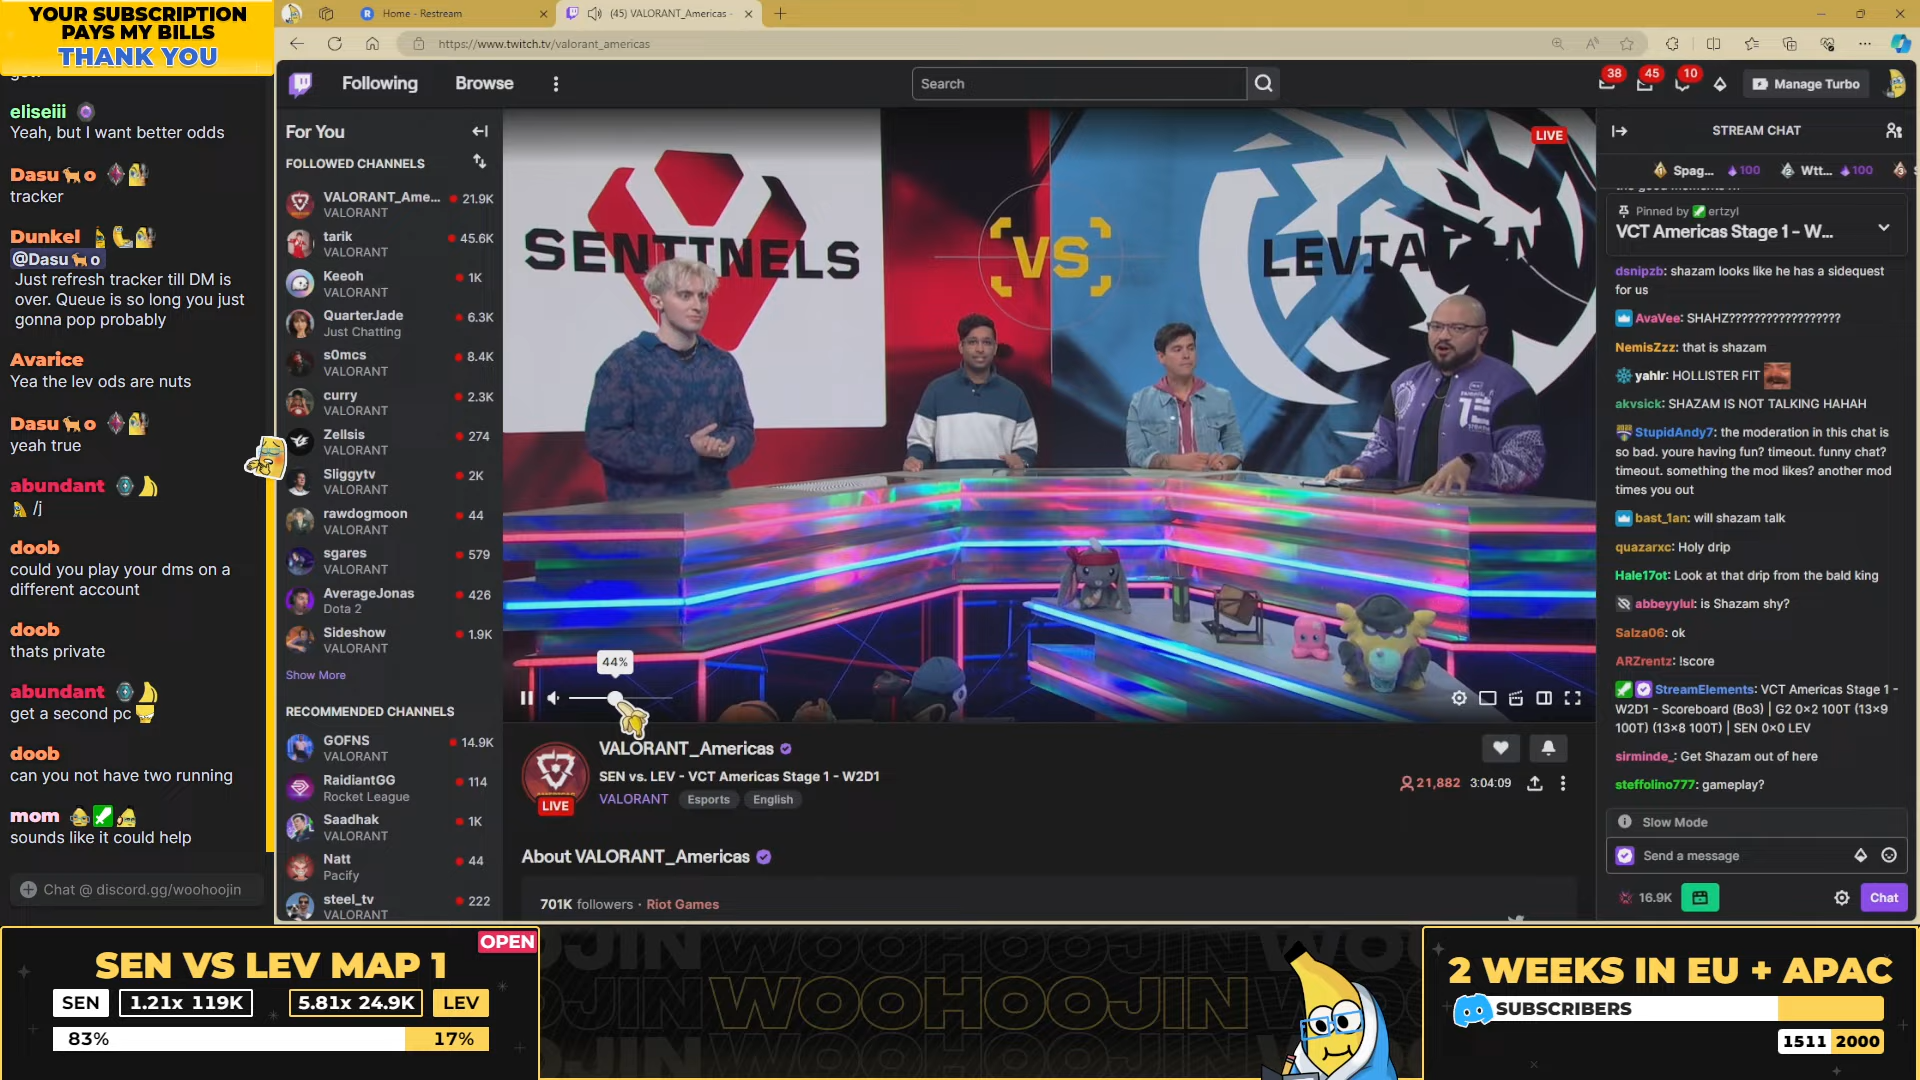 YOUR SUBSCRIPTION
PAYS MY BILLS
THANK YOU
eliseiii
Yeah, but I want better odds
Dasu o
tracker
Dunkel
@Dasu o
Just refresh tracker till DM is
over. Queue is so long you just
gonna pop probably
Avarice
Yea the lev ods are nuts
Dasu o
yeah true
abundant
/j
doob
could you play your dms on a
different account
doob
thats private
abundant
get a second pc
doob
can you not have two running
mom
sounds like it could help
Chat @ discord.gg/woohoojin
Home - Restream
(45) VALORANT_Americas -
https://www.twitch.tv/valorant_americas
Following
Browse
Search
38
45
10
Manage Turbo
For You
FOLLOWED CHANNELS
VALORANT_Ame... 21.9K
VALORANT
tarik 45.6K
VALORANT
Keeoh 1K
VALORANT
QuarterJade 6.3K
Just Chatting
s0mcs 8.4K
VALORANT
curry 2.3K
VALORANT
Zellsis 274
VALORANT
Sliggytv 2K
VALORANT
rawdogmoon 44
VALORANT
sgares 579
VALORANT
AverageJonas 426
Dota 2
Sideshow 1.9K
VALORANT
Show More
RECOMMENDED CHANNELS
GOFNS 14.9K
VALORANT
RaidiantGG 114
Rocket League
Saadhak 1K
VALORANT
Natt 44
Pacify
steel_tv 222
VALORANT
LIVE
SENTINELS
VS
LEVIATAN
44%
VALORANT_Americas
SEN vs. LEV - VCT Americas Stage 1 - W2D1
VALORANT Esports English
LIVE
21,882 3:04:09
About VALORANT_Americas
701K followers · Riot Games
STREAM CHAT
Spag... 100 Wtt... 100
Pinned by ertzyl
VCT Americas Stage 1 - W...
dsnipzb: shazam looks like he has a sidequest
for us
AvaVee: SHAHZ??????????????????
NemisZzz: that is shazam
yahlr: HOLLISTER FIT
akvsick: SHAZAM IS NOT TALKING HAHAH
StupidAndy7: the moderation in this chat is
so bad. youre having fun? timeout. funny chat?
timeout. something the mod likes? another mod
times you out
bast_1an: will shazam talk
quazarxc: Holy drip
Hale17ot: Look at that drip from the bald king
abbeyylul: is Shazam shy?
Salza06: ok
ARZrentz: !score
StreamElements: VCT Americas Stage 1 -
W2D1 - Scoreboard (Bo3) | G2 0×2 100T (13×9
100T) (13×8 100T) | SEN 0×0 LEV
sirminde_: Get Shazam out of here
steffolino777: gameplay?
Slow Mode
Send a message
16.9K
Chat
OPEN
SEN VS LEV MAP 1
SEN 1.21x 119K 5.81x 24.9K LEV
83% 17%
WOOHOOJIN
2 WEEKS IN EU + APAC
SUBSCRIBERS
1511 2000